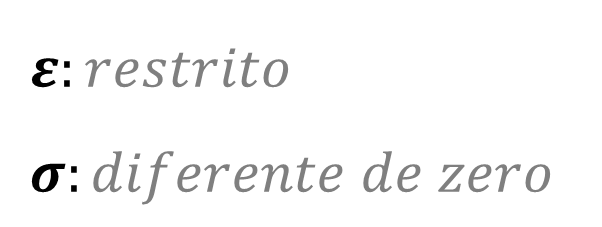 ε: restrito
σ: diferente de zero